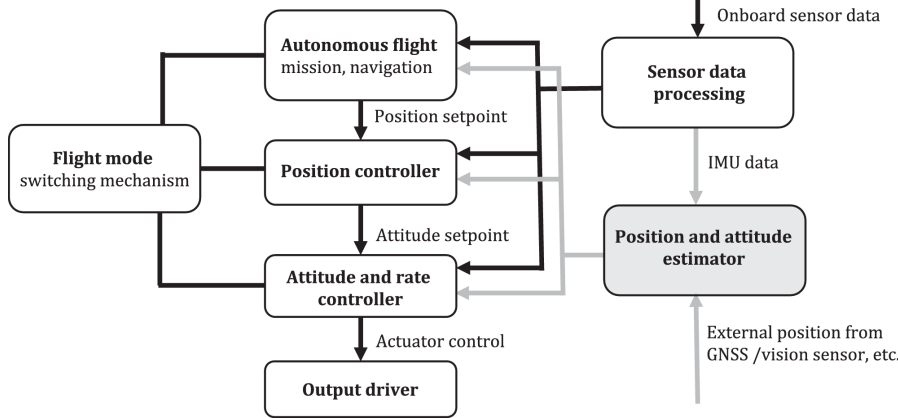 Onboard sensor data
Autonomous flight
mission, navigation
Sensor data
processing
Position setpoint
Flight mode
switching mechanism
Position controller
IMU data
Attitude setpoint
Position and attitude
estimator
Attitude and rate
controller
Actuator control
External position from
GNSS /vision sensor, etc.
Output driver